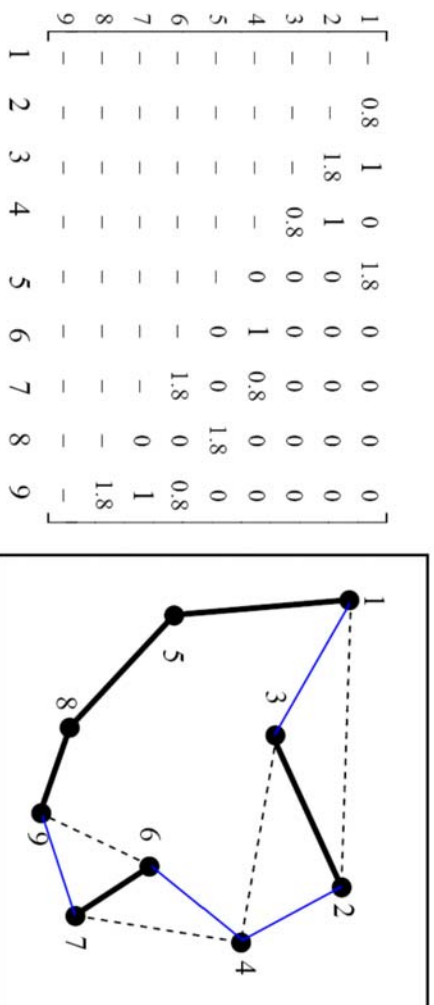 1 – 0.8 1 0 1.8 0 0 0 0
2 – – 1.8 1 0 0 0 0 0
3 – – – 0.8 0 0 0 0 0
4 – – – – 0 1 0.8 0 0
5 – – – – – 0 0 1.8 0
6 – – – – – – 1.8 0 0.8
7 – – – – – – – 0 1
8 – – – – – – – – 1.8
9 – – – – – – – – –
1 2 3 4 5 6 7 8 9
1
2
3
4
5
6
8
7
9